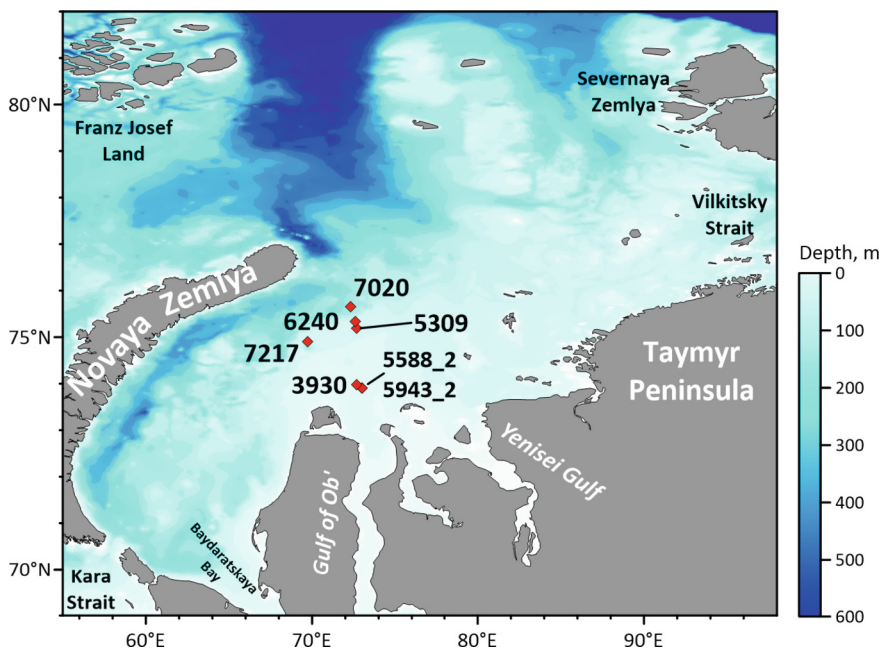 80°N
75°N
70°N
60°E
70°E
80°E
90°E
Franz Josef
Land
Severnaya
Zemlya
Vilkitsky
Strait
Novaya Zemlya
7020
6240
5309
7217
5588_2
3930
5943_2
Taymyr
Peninsula
Yenisei Gulf
Gulf of Ob'
Baydaratskaya
Bay
Kara
Strait
Depth, m
0
100
200
300
400
500
600